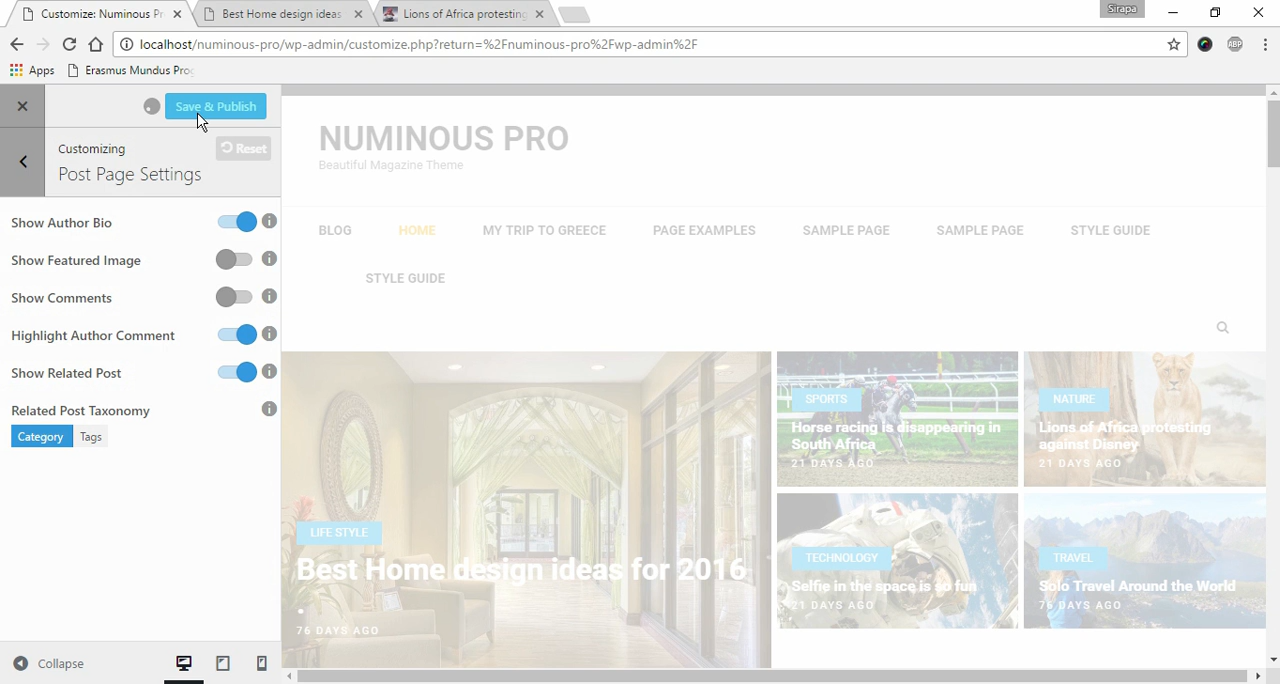 Customize: Numinous Pr
Best Home design ideas
Lions of Africa protesting
Sirapa
localhost/numinous-pro/wp-admin/customize.php?return=%2Fnuminous-pro%2Fwp-admin%2F
ABP
Apps
Erasmus Mundus Prog
Save & Publish
Customizing
Reset
Post Page Settings
Show Author Bio
Show Featured Image
Show Comments
Highlight Author Comment
Show Related Post
Related Post Taxonomy
Category Tags
Collapse
NUMINOUS PRO
Beautiful Magazine Theme
BLOG HOME MY TRIP TO GREECE PAGE EXAMPLES SAMPLE PAGE SAMPLE PAGE STYLE GUIDE
STYLE GUIDE
LIFE STYLE
Best Home design ideas for 2016
76 DAYS AGO
SPORTS
Horse racing is disappearing in
South Africa
21 DAYS AGO
NATURE
Lions of Africa protesting
against Disney
21 DAYS AGO
TECHNOLOGY
Selfie in the space is so fun
21 DAYS AGO
TRAVEL
Solo Travel Around the World
76 DAYS AGO